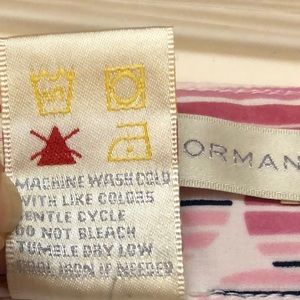 MACHINE WASH COLD
WITH LIKE COLORS
GENTLE CYCLE
DO NOT BLEACH
TUMBLE DRY LOW
COOL IRON IF NEEDED
ORMAN